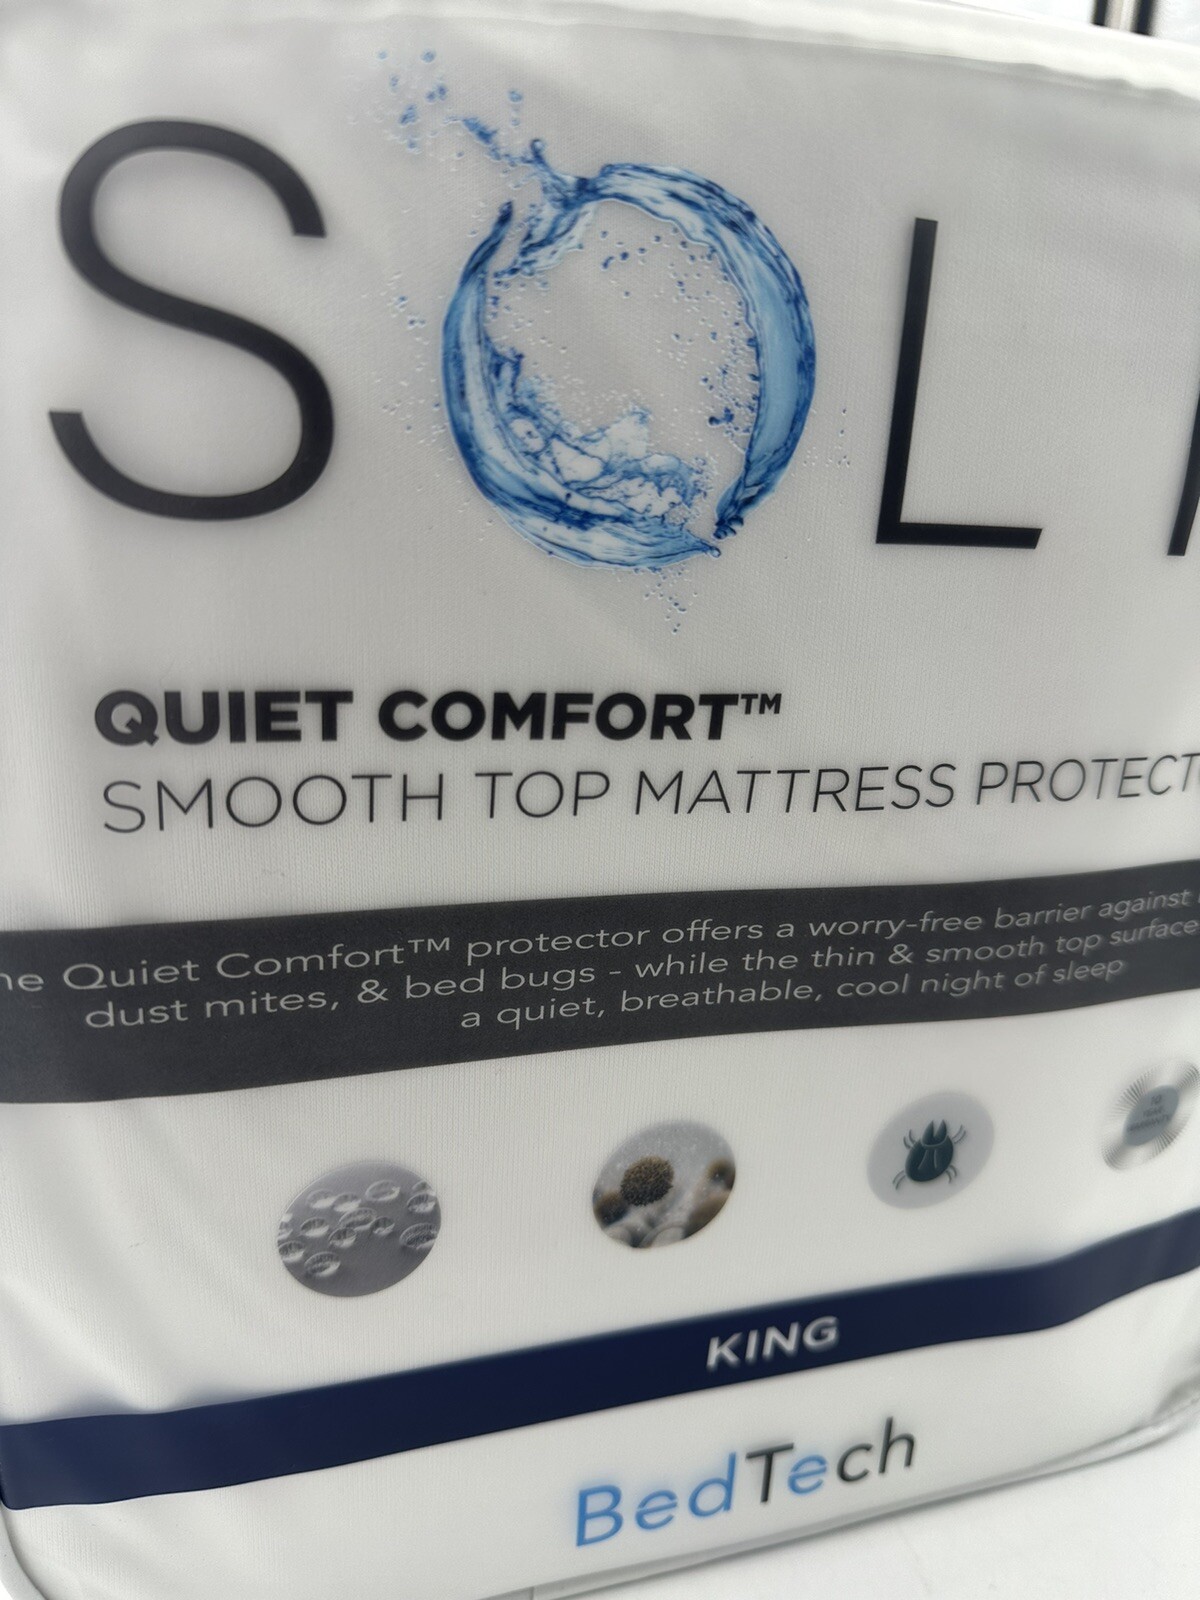 SOL
QUIET COMFORT™
SMOOTH TOP MATTRESS PROTECT
he Quiet Comfort™ protector offers a worry-free barrier against
dust mites, & bed bugs - while the thin & smooth top surface
a quiet, breathable, cool night of sleep
KING
BedTech